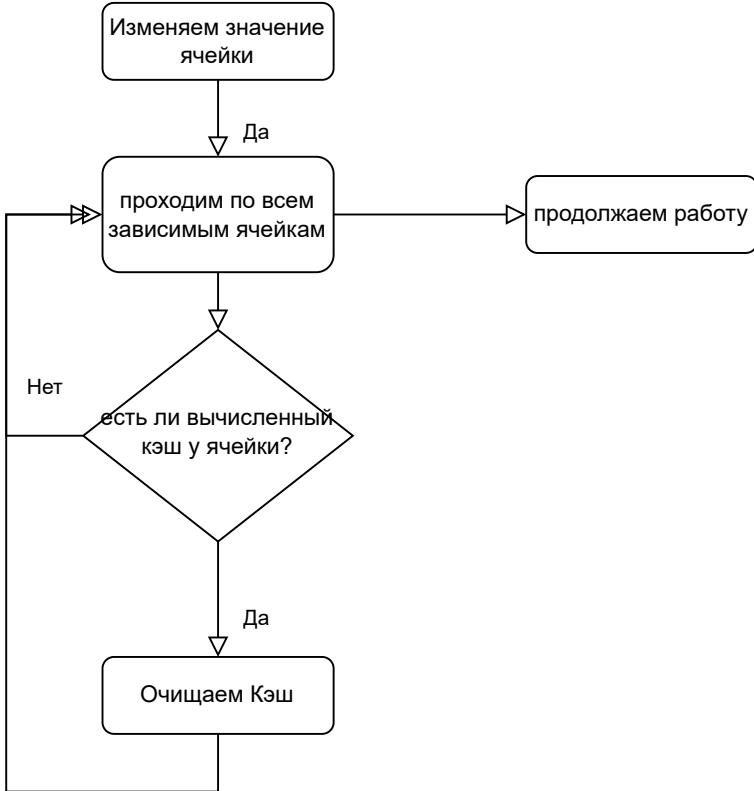 Изменяем значение
ячейки
Да
проходим по всем
зависимым ячейкам
продолжаем работу
Нет
есть ли вычисленный
кэш у ячейки?
Да
Очищаем Кэш